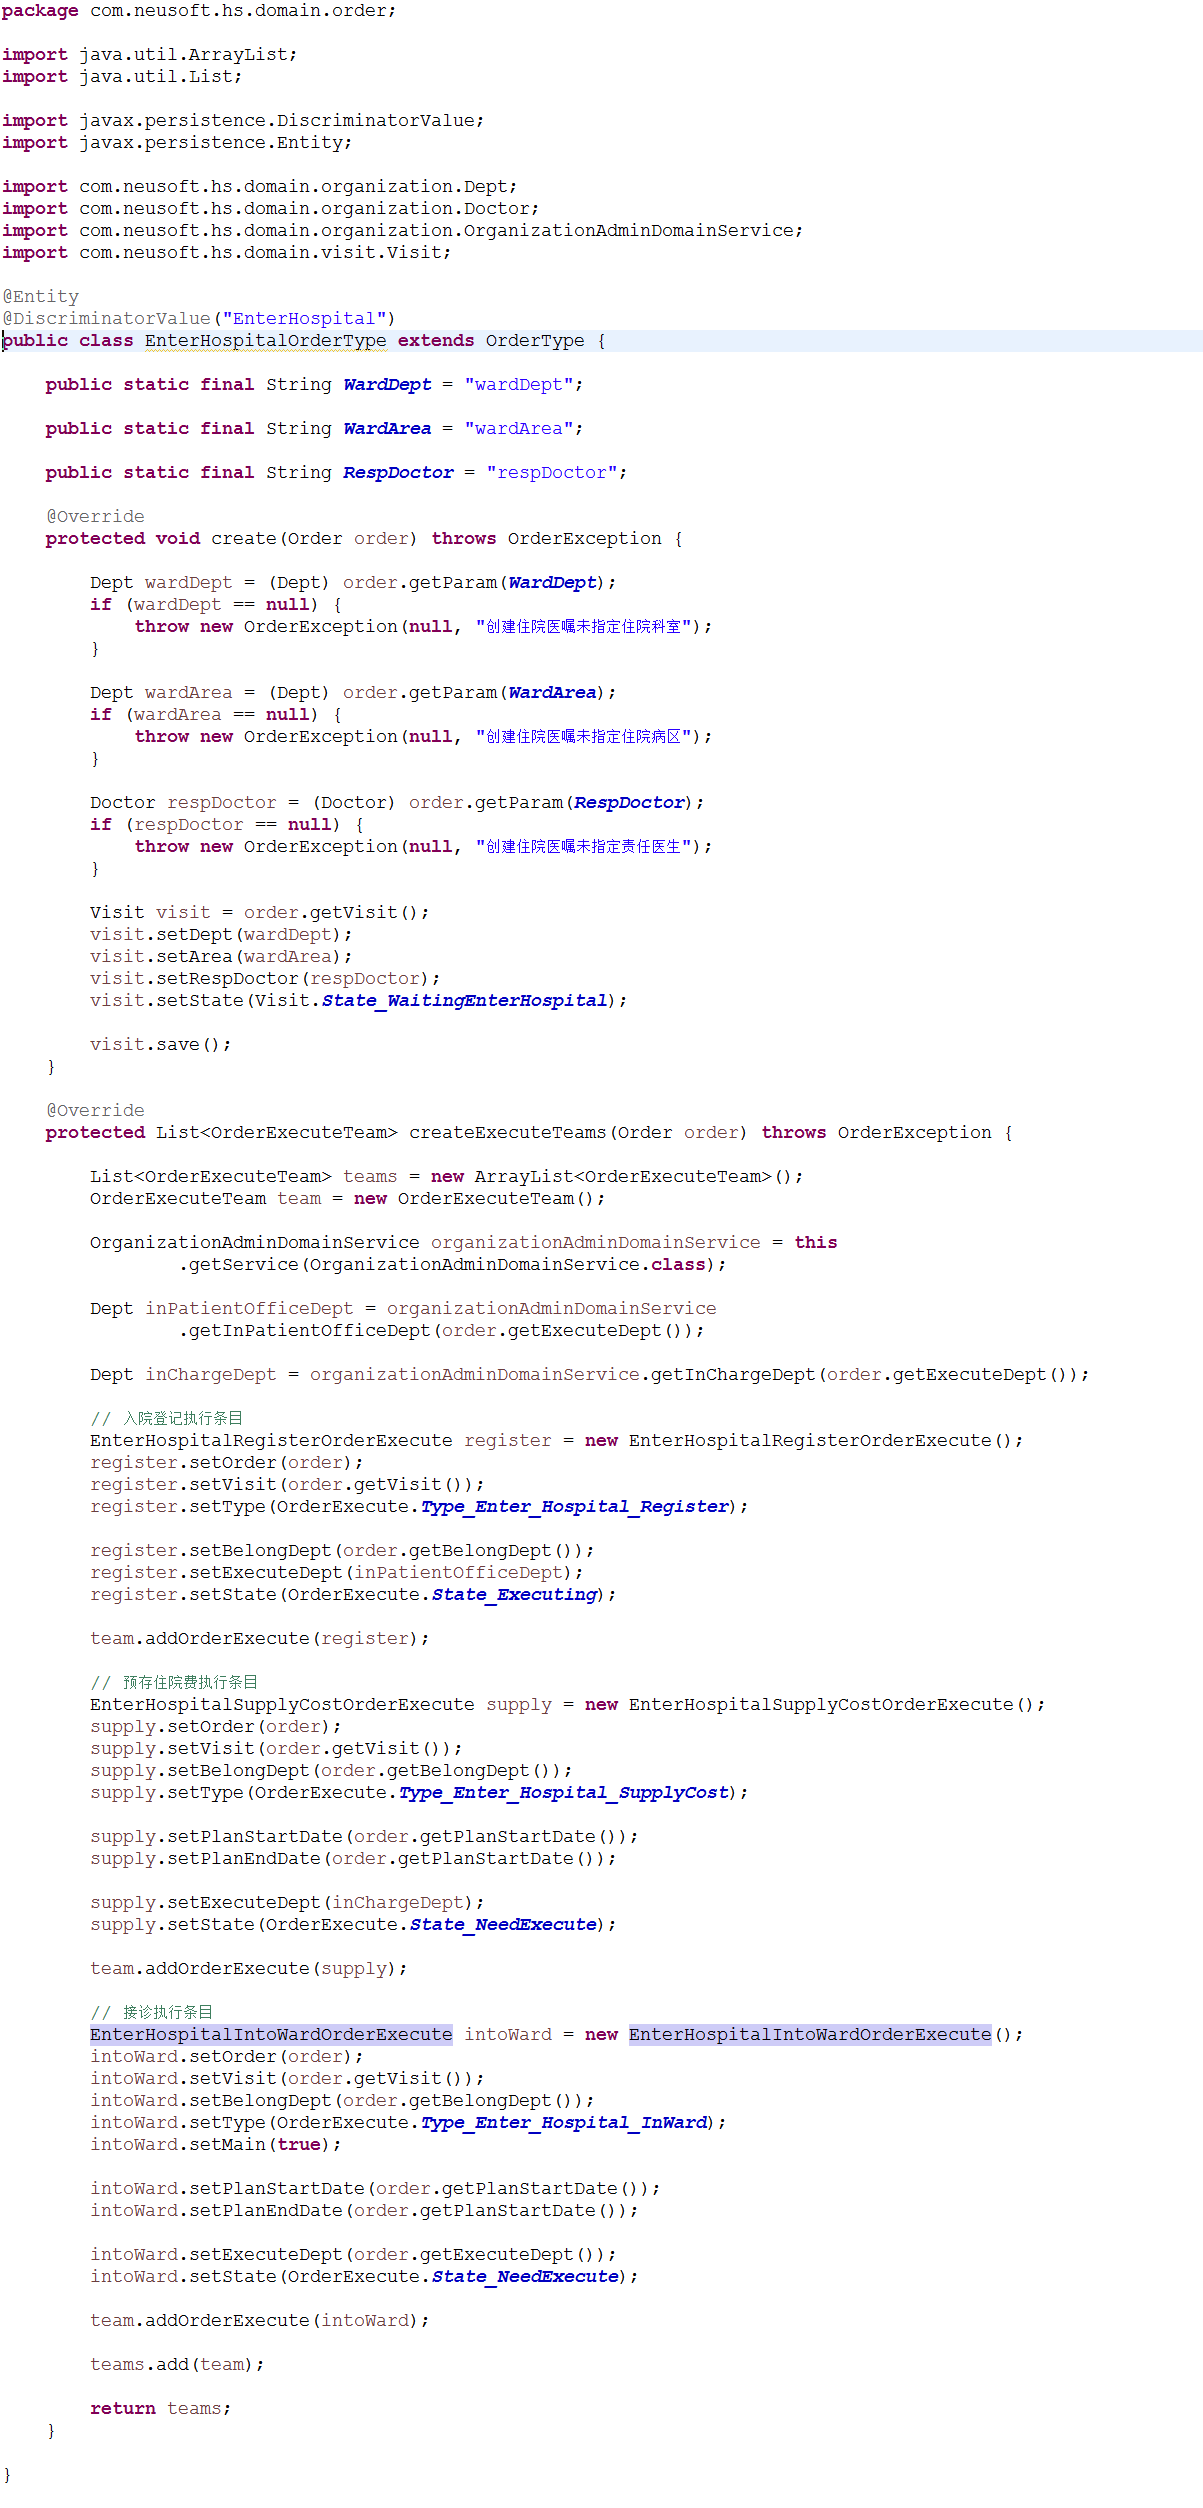 package com.neusoft.hs.domain.order;
import java.util.ArrayList;
import java.util.List;
import javax.persistence.DiscriminatorValue;
import javax.persistence.Entity;
import com.neusoft.hs.domain.organization.Dept;
import com.neusoft.hs.domain.organization.Doctor;
import com.neusoft.hs.domain.organization.OrganizationAdminDomainService;
import com.neusoft.hs.domain.visit.Visit;
@Entity
@DiscriminatorValue("EnterHospital")
public class EnterHospitalOrderType extends OrderType {
public static final String WardDept = "wardDept";
public static final String WardArea = "wardArea";
public static final String RespDoctor = "respDoctor";
@Override
protected void create(Order order) throws OrderException {
Dept wardDept = (Dept) order.getParam(WardDept);
if (wardDept == null) {
throw new OrderException(null, "创建住院医嘱未指定住院科室");
}
Dept wardArea = (Dept) order.getParam(WardArea);
if (wardArea == null) {
throw new OrderException(null, "创建住院医嘱未指定住院病区");
}
Doctor respDoctor = (Doctor) order.getParam(RespDoctor);
if (respDoctor == null) {
throw new OrderException(null, "创建住院医嘱未指定责任医生");
}
Visit visit = order.getVisit();
visit.setDept(wardDept);
visit.setArea(wardArea);
visit.setRespDoctor(respDoctor);
visit.setState(Visit.State_WaitingEnterHospital);
visit.save();
}
@Override
protected List<OrderExecuteTeam> createExecuteTeams(Order order) throws OrderException {
List<OrderExecuteTeam> teams = new ArrayList<OrderExecuteTeam>();
OrderExecuteTeam team = new OrderExecuteTeam();
OrganizationAdminDomainService organizationAdminDomainService = this
.getService(OrganizationAdminDomainService.class);
Dept inPatientOfficeDept = organizationAdminDomainService
.getInPatientOfficeDept(order.getExecuteDept());
Dept inChargeDept = organizationAdminDomainService.getInChargeDept(order.getExecuteDept());
// 入院登记执行条目
EnterHospitalRegisterOrderExecute register = new EnterHospitalRegisterOrderExecute();
register.setOrder(order);
register.setVisit(order.getVisit());
register.setType(OrderExecute.Type_Enter_Hospital_Register);
register.setBelongDept(order.getBelongDept());
register.setExecuteDept(inPatientOfficeDept);
register.setState(OrderExecute.State_Executing);
team.addOrderExecute(register);
// 预存住院费执行条目
EnterHospitalSupplyCostOrderExecute supply = new EnterHospitalSupplyCostOrderExecute();
supply.setOrder(order);
supply.setVisit(order.getVisit());
supply.setBelongDept(order.getBelongDept());
supply.setType(OrderExecute.Type_Enter_Hospital_SupplyCost);
supply.setPlanStartDate(order.getPlanStartDate());
supply.setPlanEndDate(order.getPlanStartDate());
supply.setExecuteDept(inChargeDept);
supply.setState(OrderExecute.State_NeedExecute);
team.addOrderExecute(supply);
// 接诊执行条目
EnterHospitalIntoWardOrderExecute intoWard = new EnterHospitalIntoWardOrderExecute();
intoWard.setOrder(order);
intoWard.setVisit(order.getVisit());
intoWard.setBelongDept(order.getBelongDept());
intoWard.setType(OrderExecute.Type_Enter_Hospital_InWard);
intoWard.setMain(true);
intoWard.setPlanStartDate(order.getPlanStartDate());
intoWard.setPlanEndDate(order.getPlanStartDate());
intoWard.setExecuteDept(order.getExecuteDept());
intoWard.setState(OrderExecute.State_NeedExecute);
team.addOrderExecute(intoWard);
teams.add(team);
return teams;
}
}